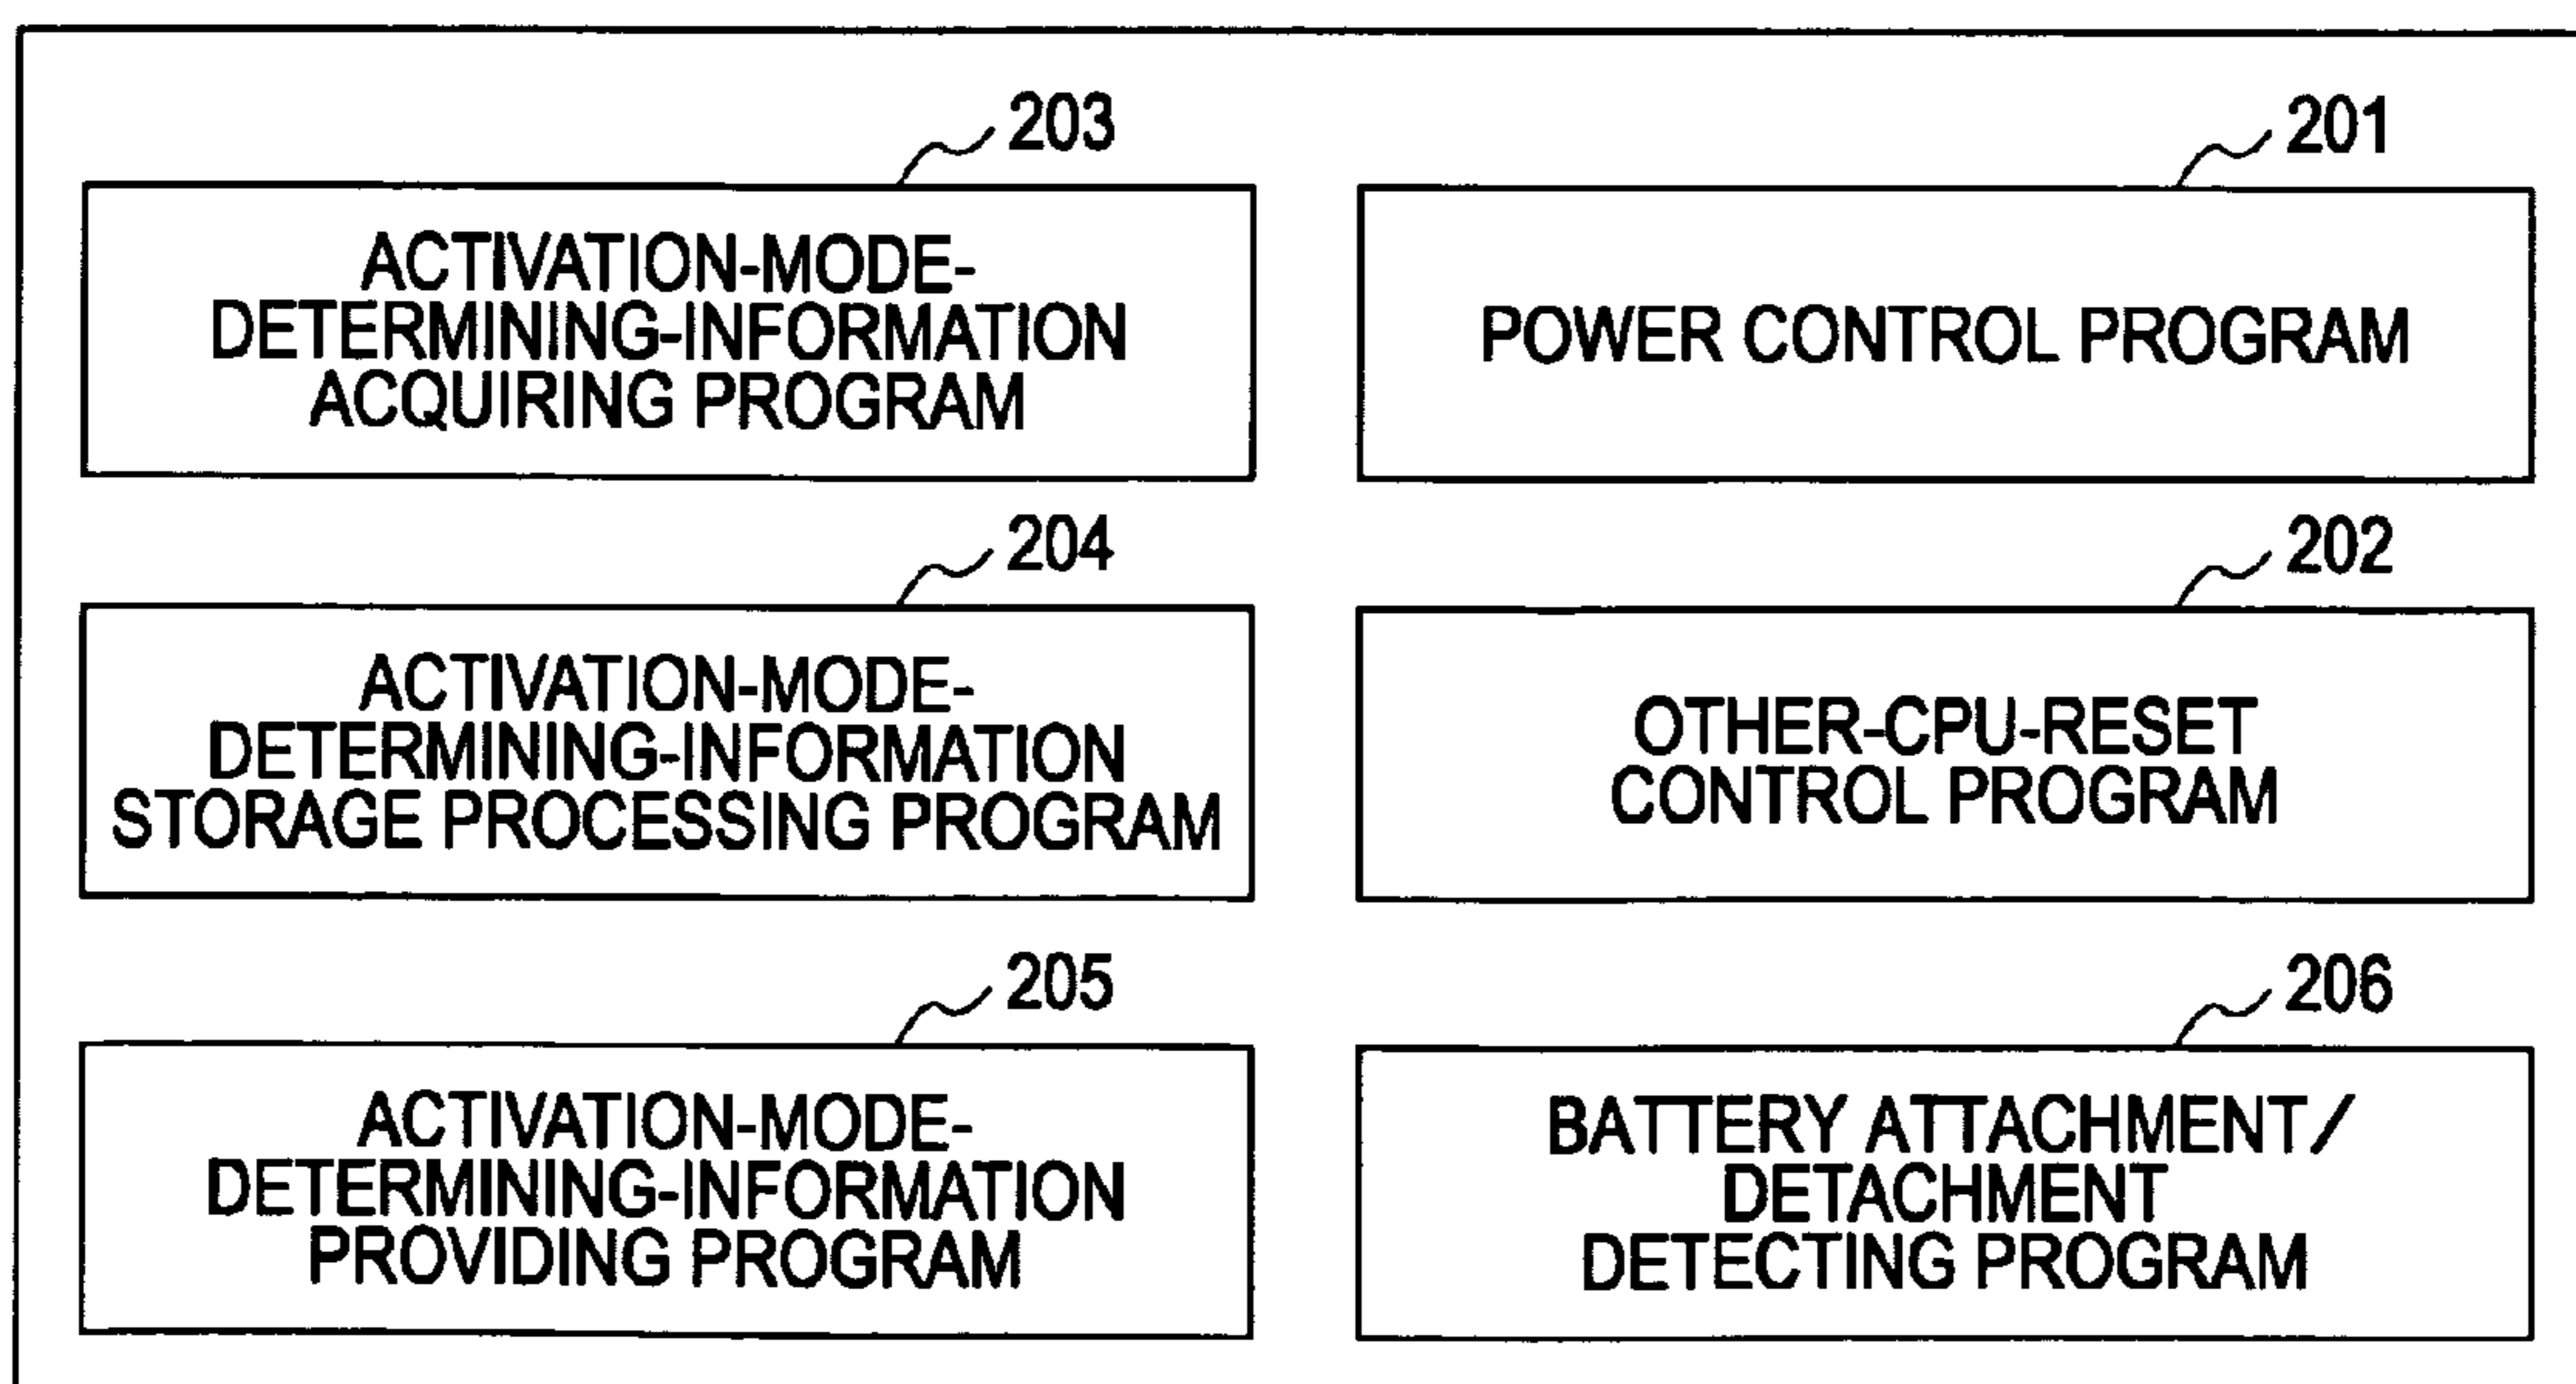 203
ACTIVATION-MODE-
DETERMINING-INFORMATION
ACQUIRING PROGRAM
201
POWER CONTROL PROGRAM
204
ACTIVATION-MODE-
DETERMINING-INFORMATION
STORAGE PROCESSING PROGRAM
202
OTHER-CPU-RESET
CONTROL PROGRAM
205
ACTIVATION-MODE-
DETERMINING-INFORMATION
PROVIDING PROGRAM
206
BATTERY ATTACHMENT/
DETACHMENT
DETECTING PROGRAM